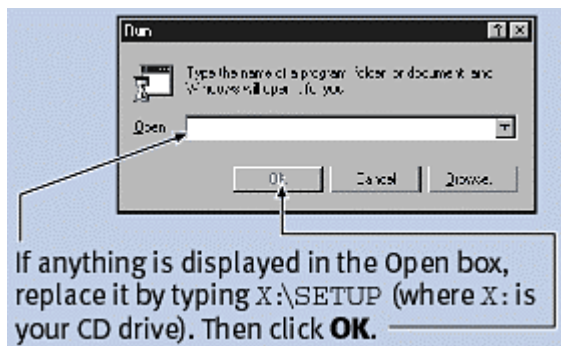 Run
Type the name of a program, folder, or document, and
Windows will open it for you.
Open
OK
Cancel
Browse.
If anything is displayed in the Open box,
replace it by typing X:\SETUP (where X: is
your CD drive). Then click OK.